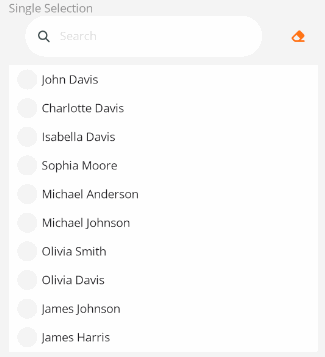 Single Selection
Search
John Davis
Charlotte Davis
Isabella Davis
Sophia Moore
Michael Anderson
Michael Johnson
Olivia Smith
Olivia Davis
James Johnson
James Harris